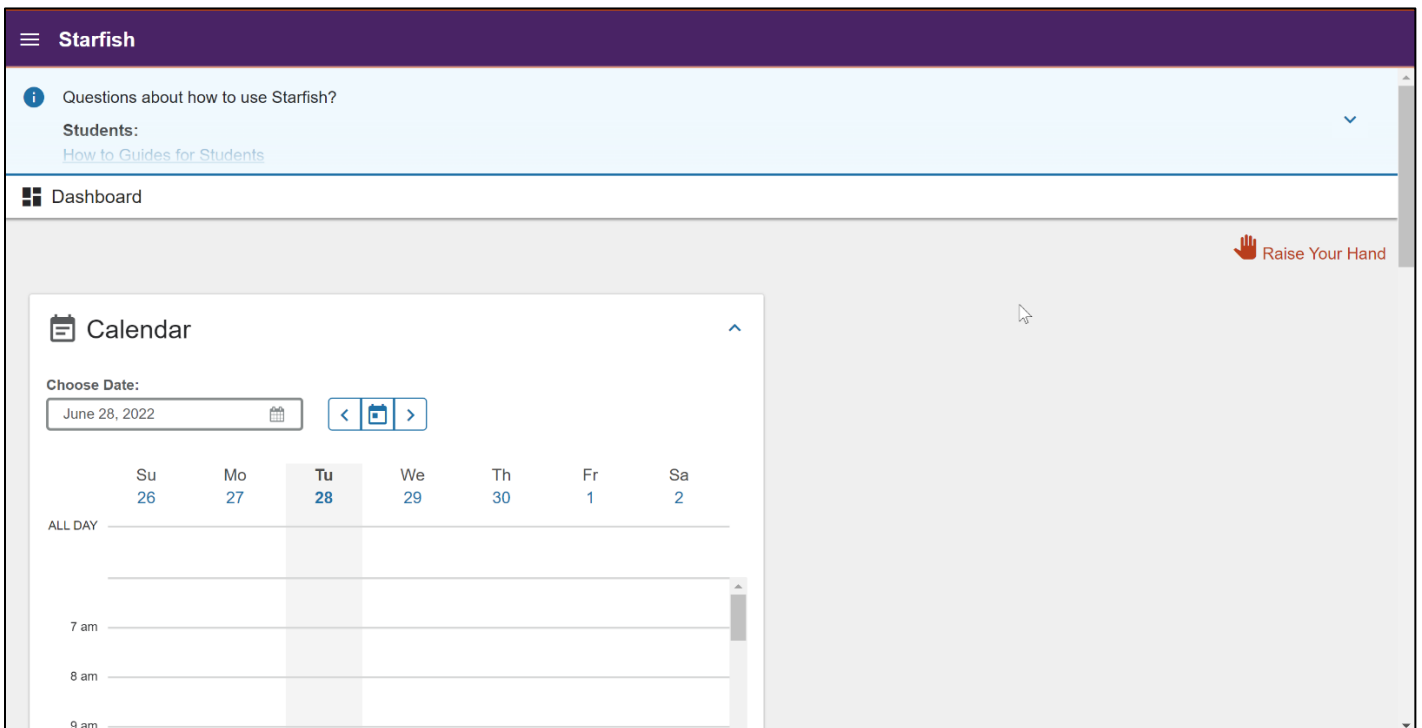 Starfish
Questions about how to use Starfish?
Students:
How to Guides for Students
Dashboard
Raise Your Hand
Calendar
Choose Date:
June 28, 2022
Su Mo Tu We Th Fr Sa
26 27 28 29 30 1 2
ALL DAY
7 am
8 am
9 am